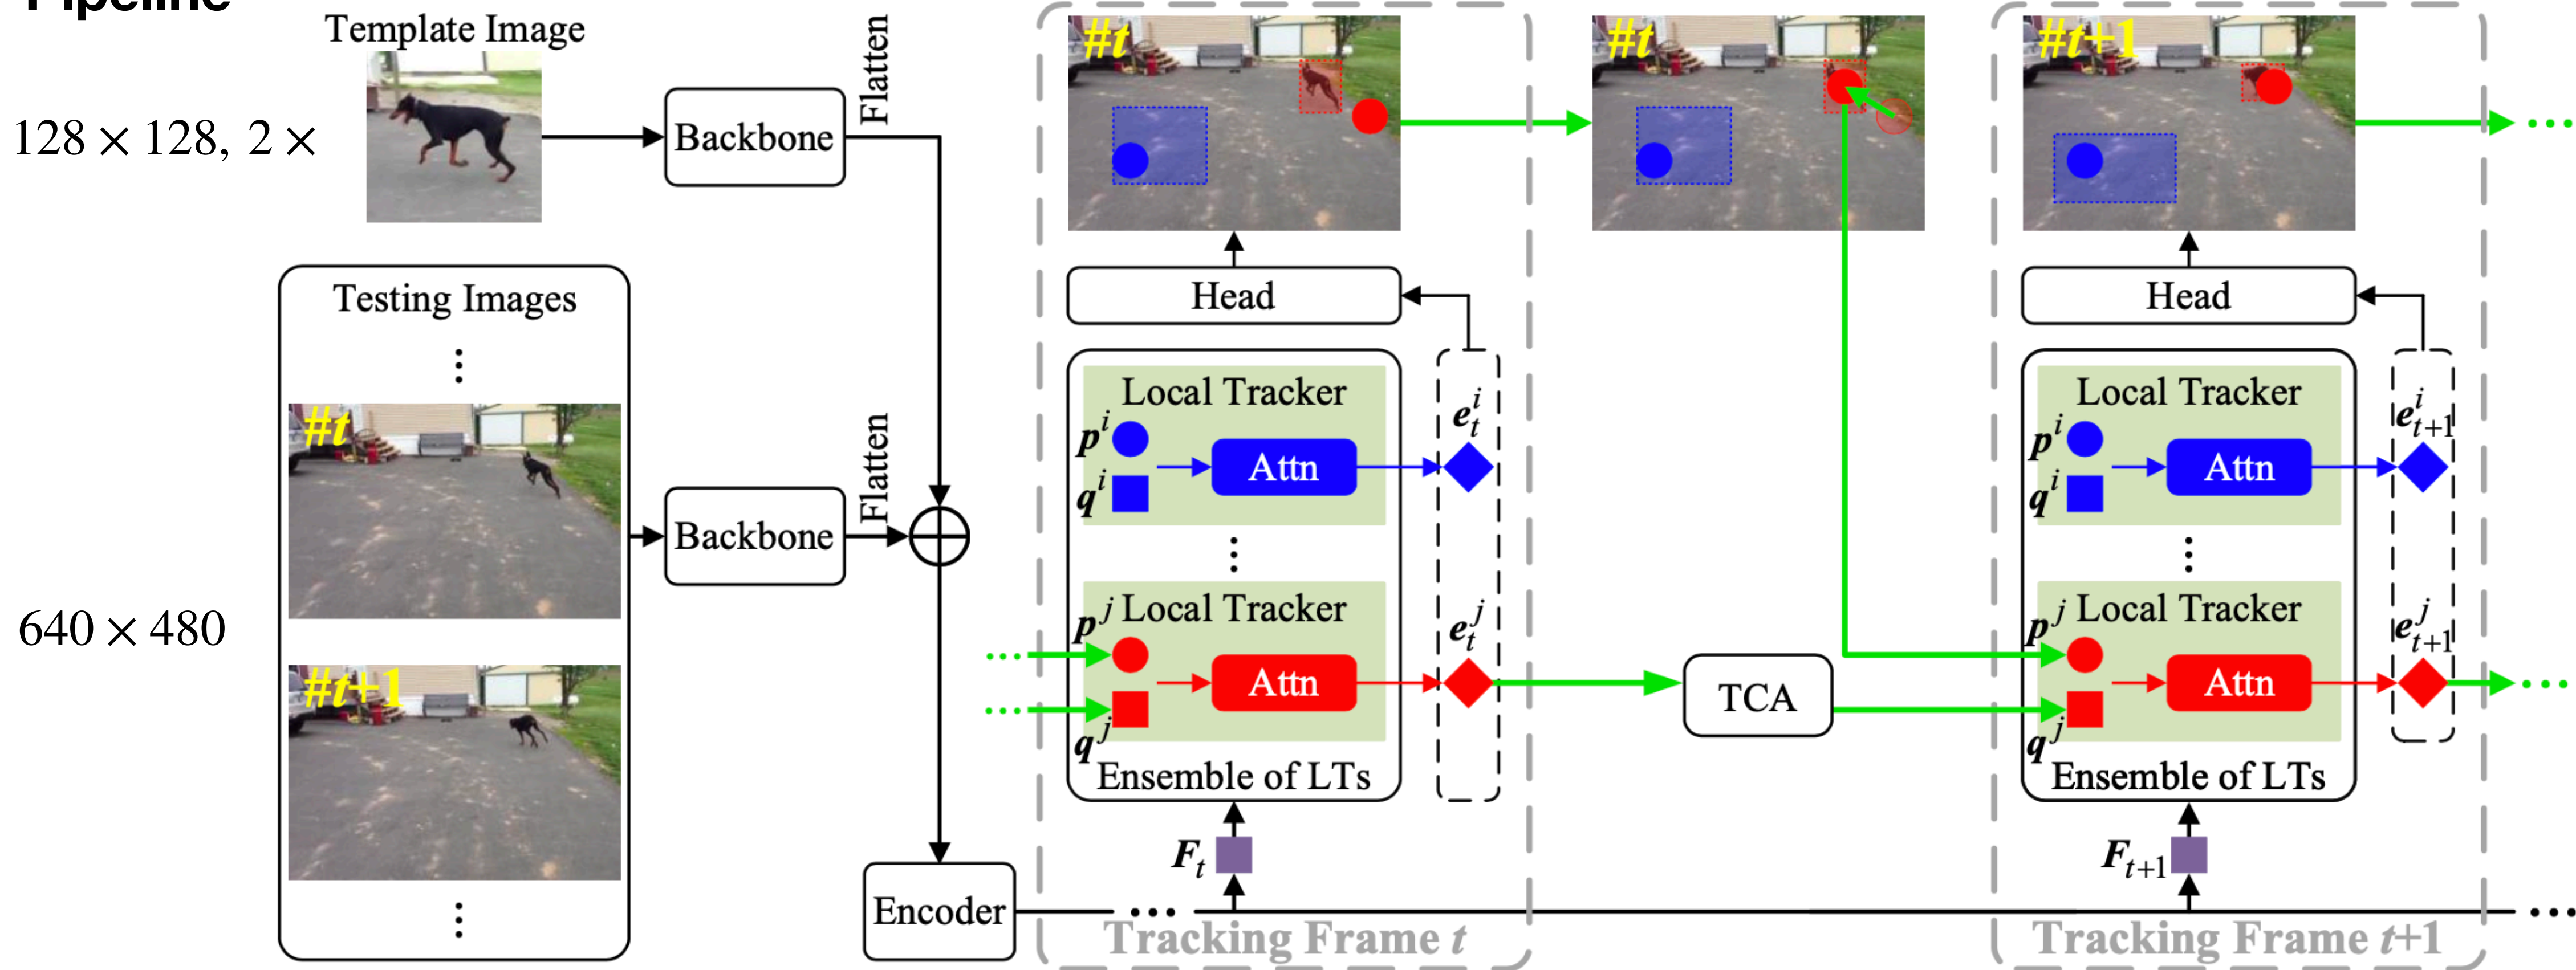 Pipeline
Template Image
128 × 128, 2 ×
Backbone
Flatten
Testing Images
⋮
#t
#t+1
⋮
640 × 480
Backbone
Flatten
Encoder
#t
Head
Local Tracker
p^i
q^i
Attn
e_t^i
⋮
Local Tracker
p^j
q^j
Attn
e_t^j
Ensemble of LTs
F_t
...
Tracking Frame t
#t
TCA
#t+1
...
Head
Local Tracker
p^i
q^i
Attn
e_{t+1}^i
⋮
Local Tracker
p^j
q^j
Attn
e_{t+1}^j
...
Ensemble of LTs
F_{t+1}
...
Tracking Frame t+1